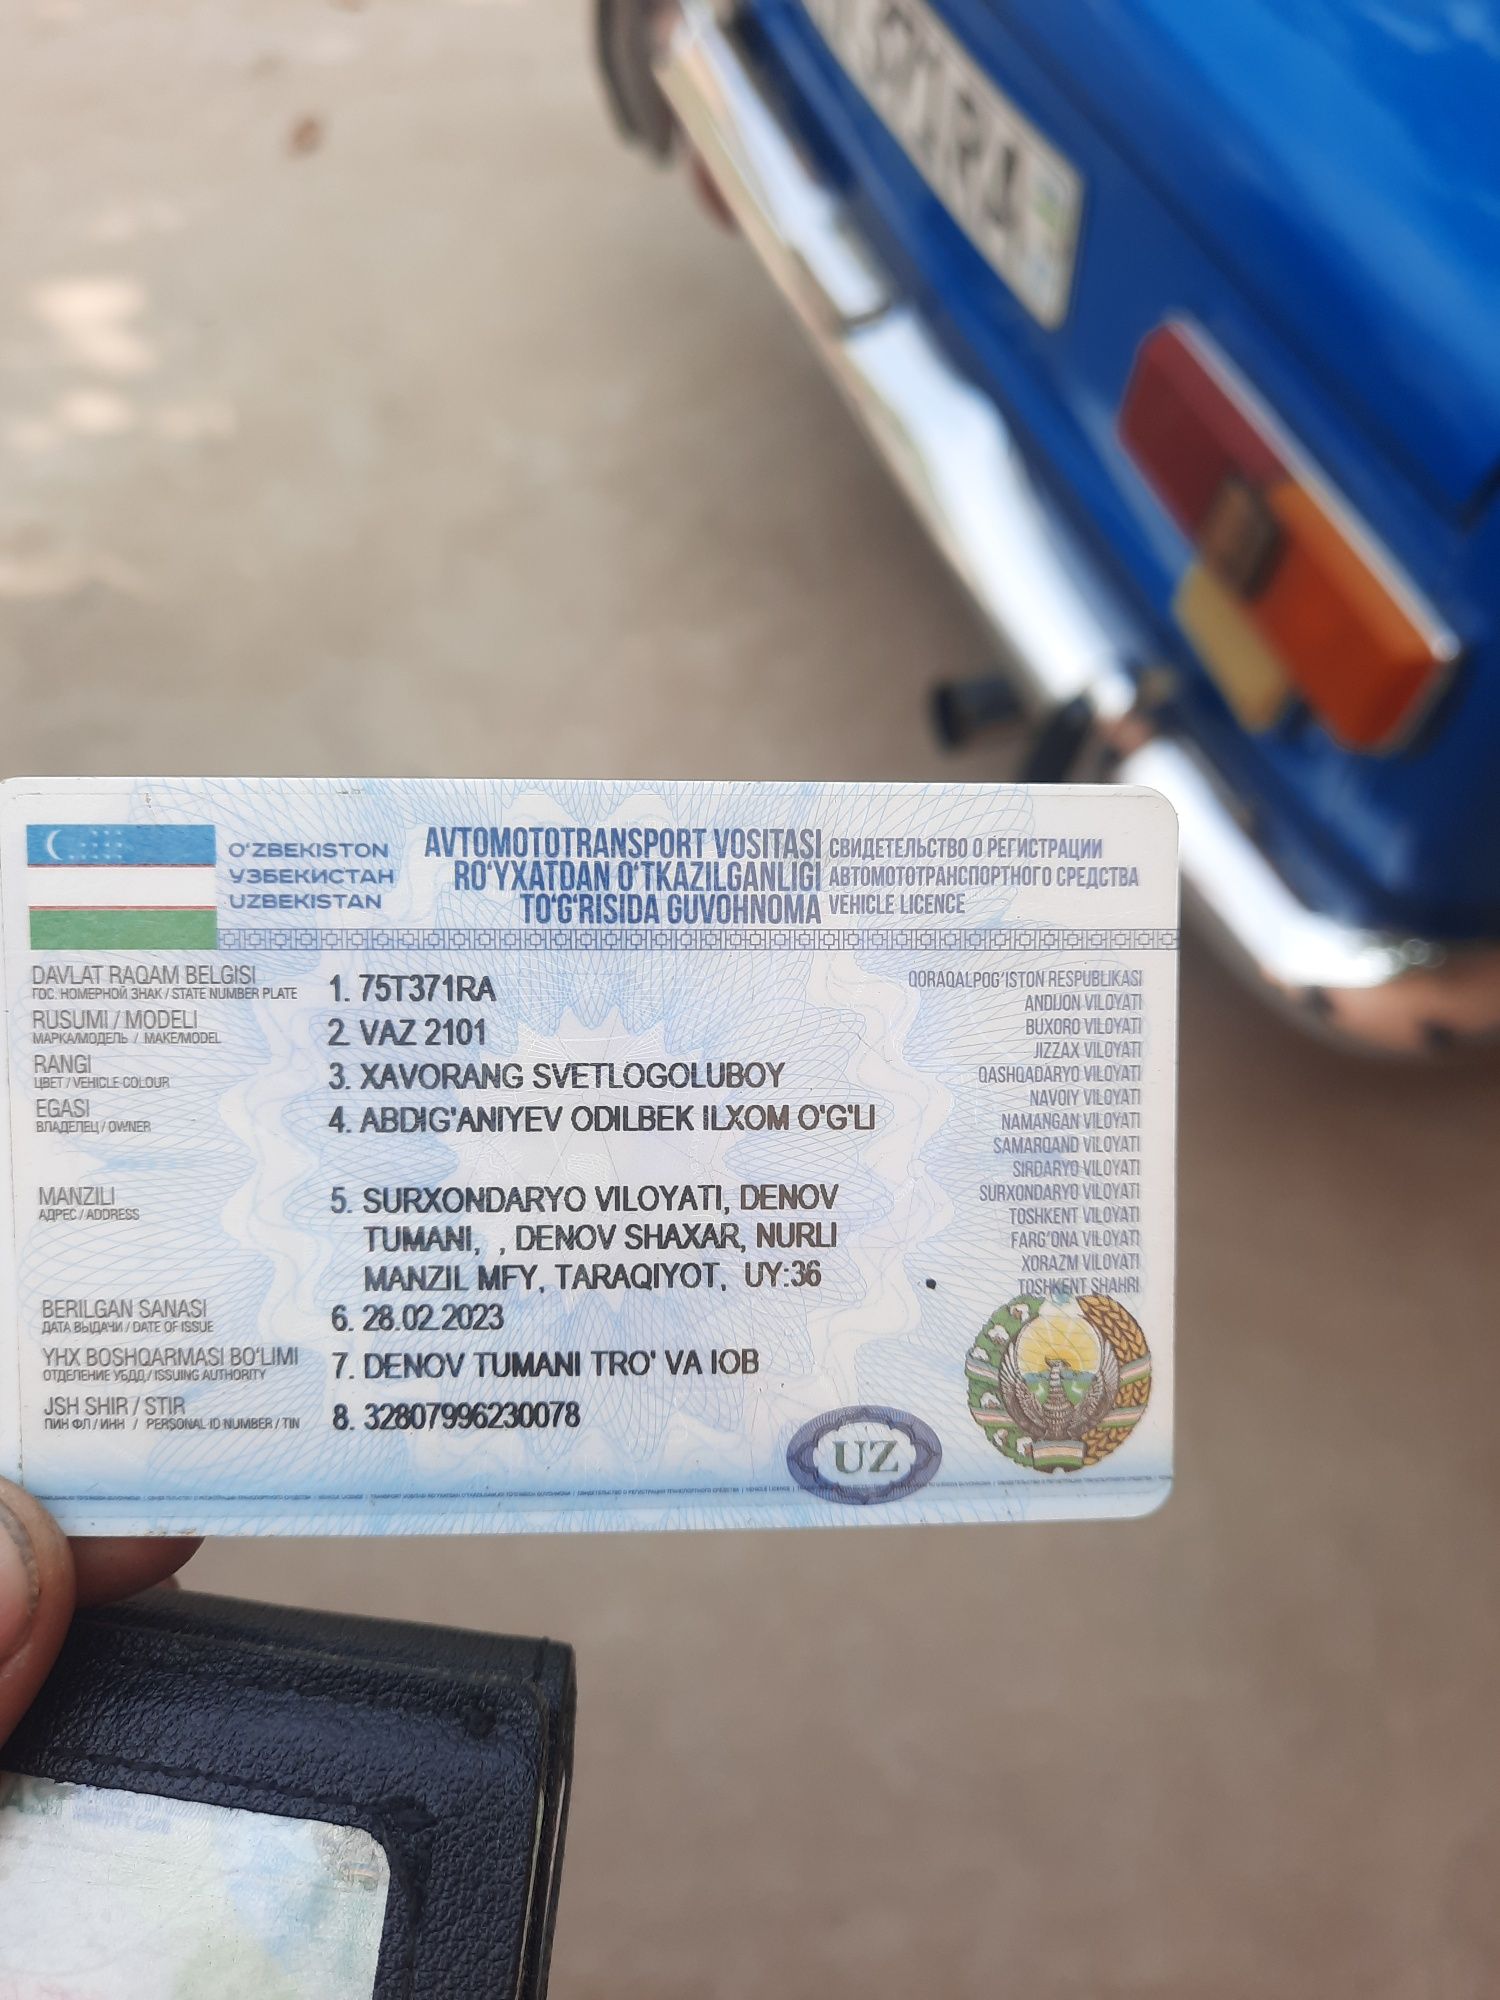 O'ZBEKISTON
УЗБЕКИСТАН
UZBEKISTAN
AVTOMOTOTRANSPORT VOSITASI
RO'YXATDAN O'TKAZILGANLIGI
TO'G'RISIDA GUVOHNOMA
СВИДЕТЕЛЬСТВО О РЕГИСТРАЦИИ
АВТОМОТОТРАНСПОРТНОГО СРЕДСТВА
VEHICLE LICENCE
DAVLAT RAQAM BELGISI
ГОС. НОМЕРНОЙ ЗНАК / STATE NUMBER PLATE
1. 75T371RA
RUSUMI / MODELI
МАРКА/МОДЕЛЬ / MAKE/MODEL
2. VAZ 2101
RANGI
ЦВЕТ / VEHICLE COLOUR
3. XAVORANG SVETLOGOLUBOY
EGASI
ВЛАДЕЛЕЦ / OWNER
4. ABDIG'ANIYEV ODILBEK ILXOM O'G'LI
MANZILI
АДРЕС / ADDRESS
5. SURXONDARYO VILOYATI, DENOV
TUMANI, , DENOV SHAXAR, NURLI
MANZIL MFY, TARAQIYOT, UY:36
BERILGAN SANASI
ДАТА ВЫДАЧИ / DATE OF ISSUE
6. 28.02.2023
YHX BOSHQARMASI BO'LIMI
ОТДЕЛЕНИЕ УБДД / ISSUING AUTHORITY
7. DENOV TUMANI TRO' VA IOB
JSH SHIR / STIR
ПИН ФЛ / ИНН / PERSONAL ID NUMBER / TIN
8. 32807996230078
QORAQALPOG'ISTON RESPUBLIKASI
ANDIJON VILOYATI
BUXORO VILOYATI
JIZZAX VILOYATI
QASHQADARYO VILOYATI
NAVOIY VILOYATI
NAMANGAN VILOYATI
SAMARQAND VILOYATI
SIRDARYO VILOYATI
SURXONDARYO VILOYATI
TOSHKENT VILOYATI
FARG'ONA VILOYATI
XORAZM VILOYATI
TOSHKENT SHAHRI
UZ